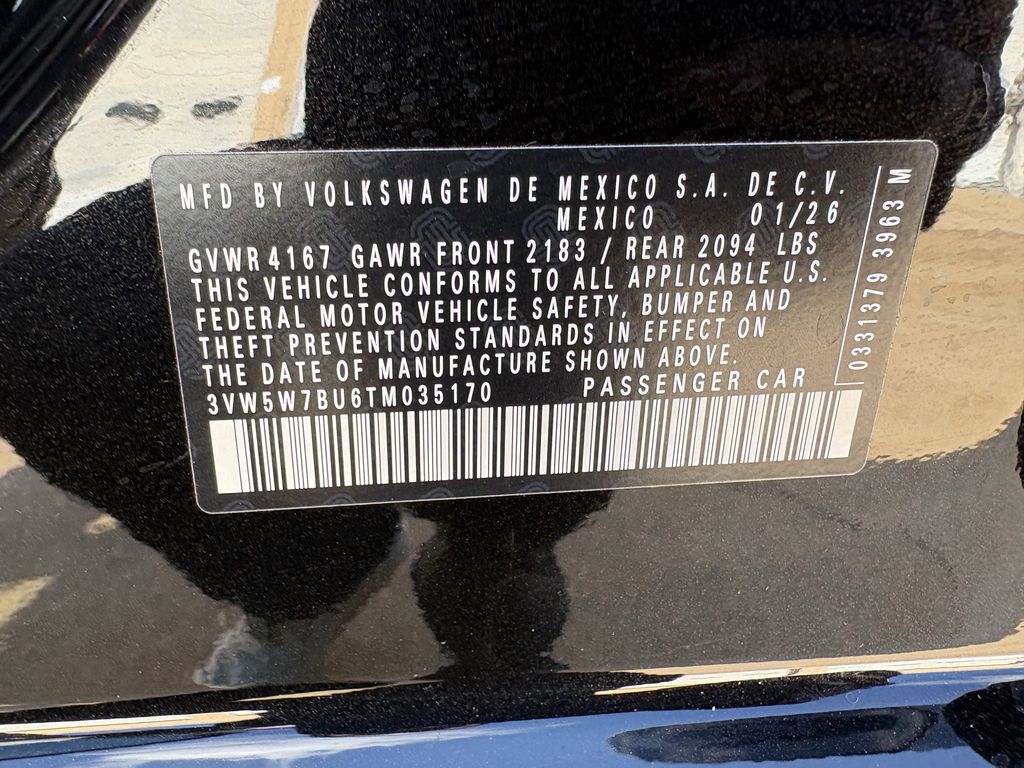 MFD BY VOLKSWAGEN DE MEXICO S.A. DE C.V.
MEXICO 01/26
GVWR 4167 GAWR FRONT 2183 / REAR 2094 LBS
THIS VEHICLE CONFORMS TO ALL APPLICABLE U.S.
FEDERAL MOTOR VEHICLE SAFETY, BUMPER AND
THEFT PREVENTION STANDARDS IN EFFECT ON
THE DATE OF MANUFACTURE SHOWN ABOVE.
3VW5W7BU6TM035170 PASSENGER CAR
0331379 3963 M